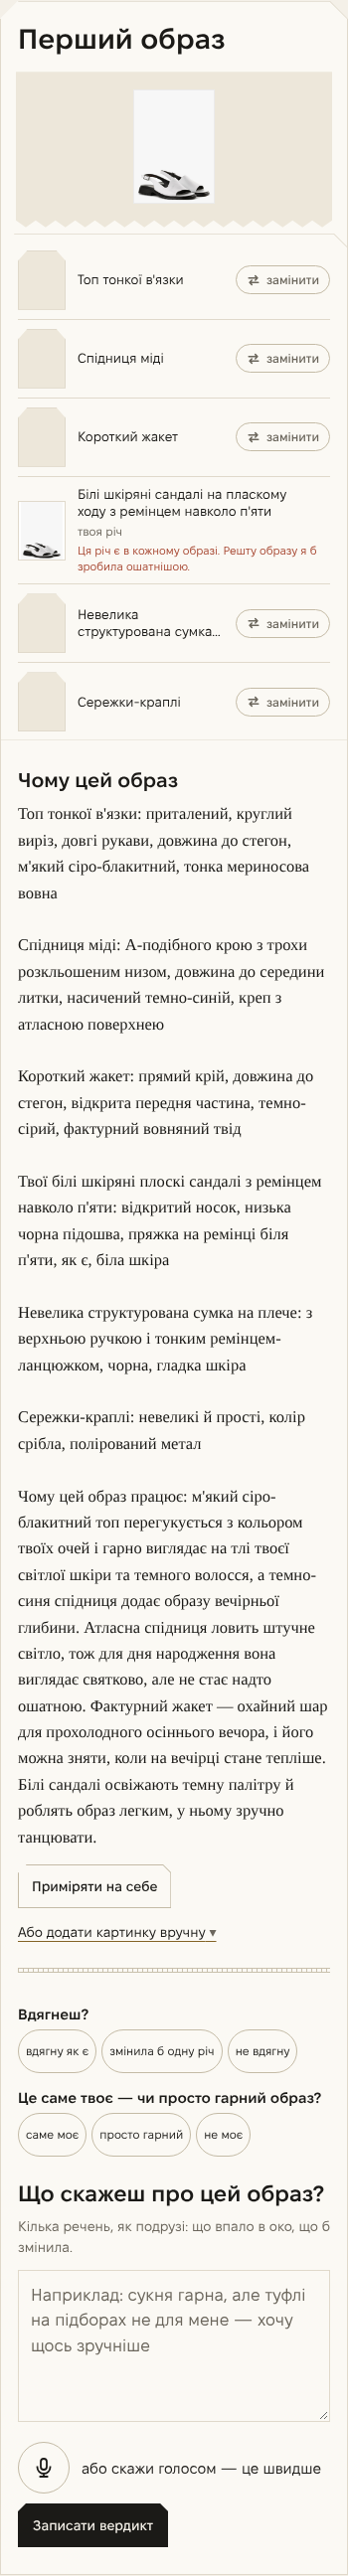 Перший образ
Топ тонкої в'язки
замінити
Спідниця міді
замінити
Короткий жакет
замінити
Білі шкіряні сандалі на пласкому
ходу з ремінцем навколо п'яти
твоя річ
Ця річ є в кожному образі. Решту образу я б
зробила ошатнішою.
Невелика
структурована сумка...
замінити
Сережки-краплі
замінити
Чому цей образ
Топ тонкої в'язки: приталений, круглий
виріз, довгі рукави, довжина до стегон,
м'який сіро-блакитний, тонка мериносова
вовна
Спідниця міді: А-подібного крою з трохи
розкльошеним низом, довжина до середини
литки, насичений темно-синій, креп з
атласною поверхнею
Короткий жакет: прямий крій, довжина до
стегон, відкрита передня частина, темно-
сірий, фактурний вовняний твід
Твої білі шкіряні плоскі сандалі з ремінцем
навколо п'яти: відкритий носок, низька
чорна підошва, пряжка на ремінці біля
п'яти, як є, біла шкіра
Невелика структурована сумка на плече: з
верхньою ручкою і тонким ремінцем-
ланцюжком, чорна, гладка шкіра
Сережки-краплі: невеликі й прості, колір
срібла, полірований метал
Чому цей образ працює: м'який сіро-
блакитний топ перегукується з кольором
твоїх очей і гарно виглядає на тлі твоєї
світлої шкіри та темного волосся, а темно-
синя спідниця додає образу вечірньої
глибини. Атласна спідниця ловить штучне
світло, тож для дня народження вона
виглядає святково, але не стає надто
ошатною. Фактурний жакет — охайний шар
для прохолодного осіннього вечора, і його
можна зняти, коли на вечірці стане тепліше.
Білі сандалі освіжають темну палітру й
роблять образ легким, у ньому зручно
танцювати.
Приміряти на себе
Або додати картинку вручну ▾
Вдягнеш?
вдягну як є
змінила б одну річ
не вдягну
Це саме твоє — чи просто гарний образ?
саме моє
просто гарний
не моє
Що скажеш про цей образ?
Кілька речень, як подрузі: що впало в око, що б
змінила.
Наприклад: сукня гарна, але туфлі
на підборах не для мене — хочу
щось зручніше
або скажи голосом — це швидше
Записати вердикт